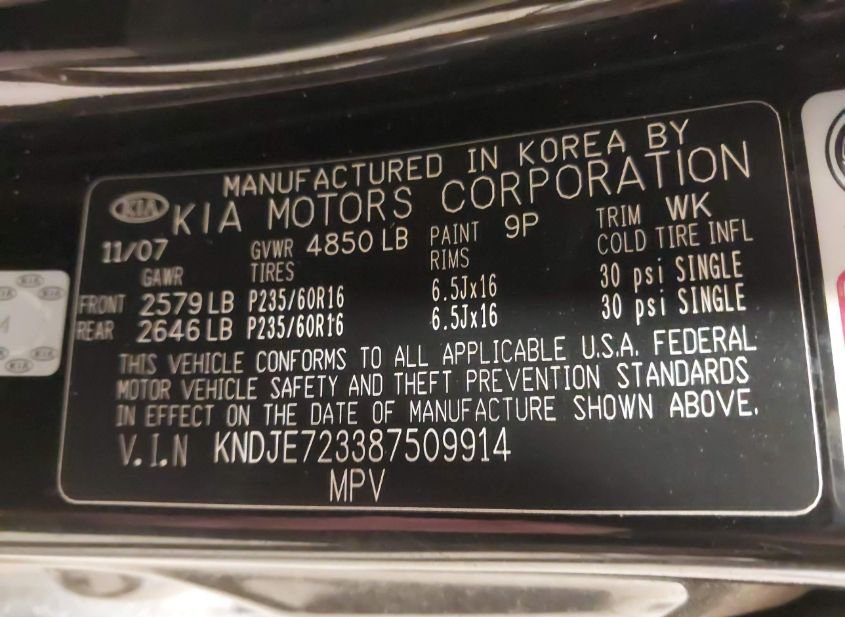 MANUFACTURED IN KOREA BY
KIA KIA MOTORS CORPORATION
11/07 GVWR 4850 LB PAINT 9P TRIM WK
GAWR TIRES RIMS COLD TIRE INFL
FRONT 2579 LB P235/60R16 6.5Jx16 30 psi SINGLE
REAR 2646 LB P235/60R16 6.5Jx16 30 psi SINGLE
THIS VEHICLE CONFORMS TO ALL APPLICABLE U.S.A. FEDERAL
MOTOR VEHICLE SAFETY AND THEFT PREVENTION STANDARDS
IN EFFECT ON THE DATE OF MANUFACTURE SHOWN ABOVE.
V.I.N KNDJE723387509914
MPV